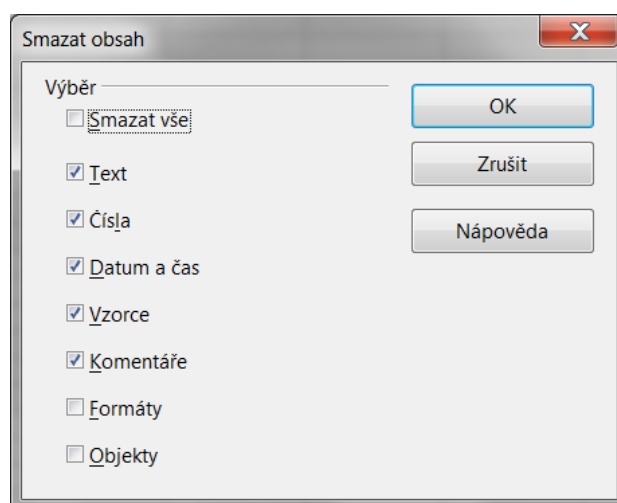 Smazat obsah
Výběr
Smazat vše
Text
Čísla
Datum a čas
Vzorce
Komentáře
Formáty
Objekty
OK
Zrušit
Nápověda